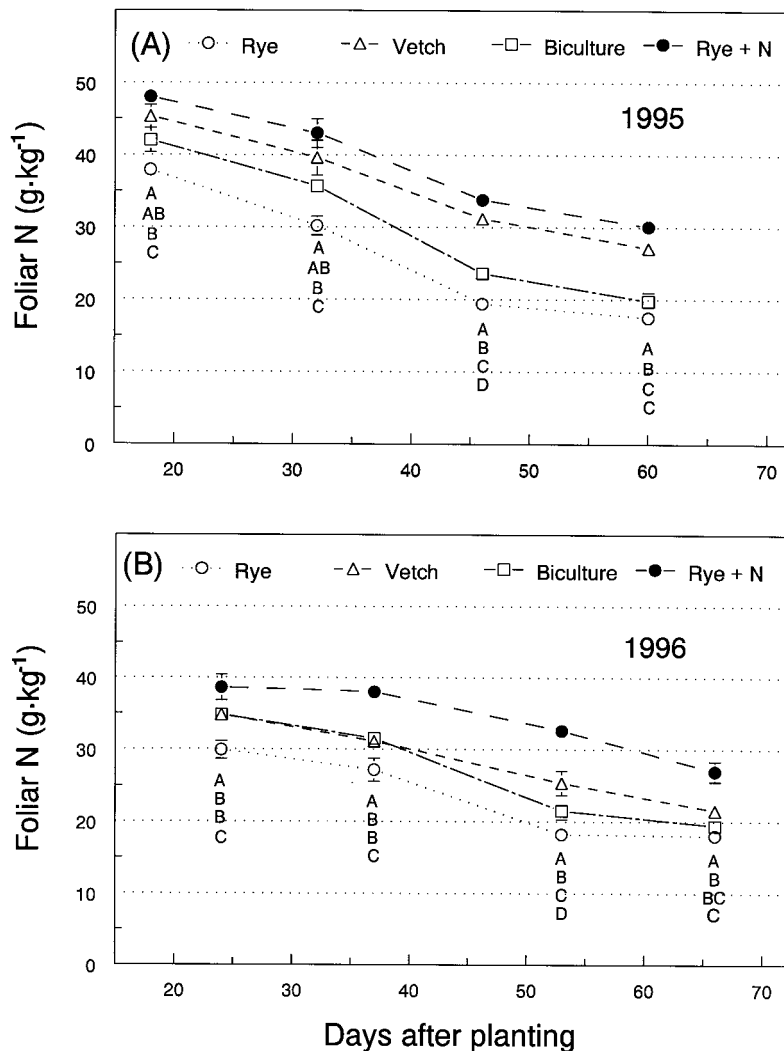 (A) Rye Vetch Biculture Rye + N
1995
Foliar N (g·kg⁻¹)
50
40
30
20
10
0
A
AB
B
C
A
AB
B
C
A
B
C
D
A
B
C
C
20 30 40 50 60 70
(B) Rye Vetch Biculture Rye + N
1996
Foliar N (g·kg⁻¹)
50
40
30
20
10
0
A
B
B
C
A
B
B
C
A
B
C
D
A
B
BC
C
20 30 40 50 60 70
Days after planting